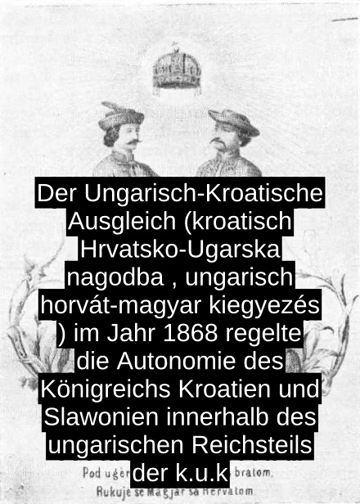 Der Ungarisch-Kroatische
Ausgleich (kroatisch
Hrvatsko-Ugarska
nagodba , ungarisch
horvát-magyar kiegyezés
) im Jahr 1868 regelte
die Autonomie des
Königreichs Kroatien und
Slawonien innerhalb des
ungarischen Reichsteils
der k.u.k
Pod ugèr bratom,
Rukuje se Magjar sa Hervatom.